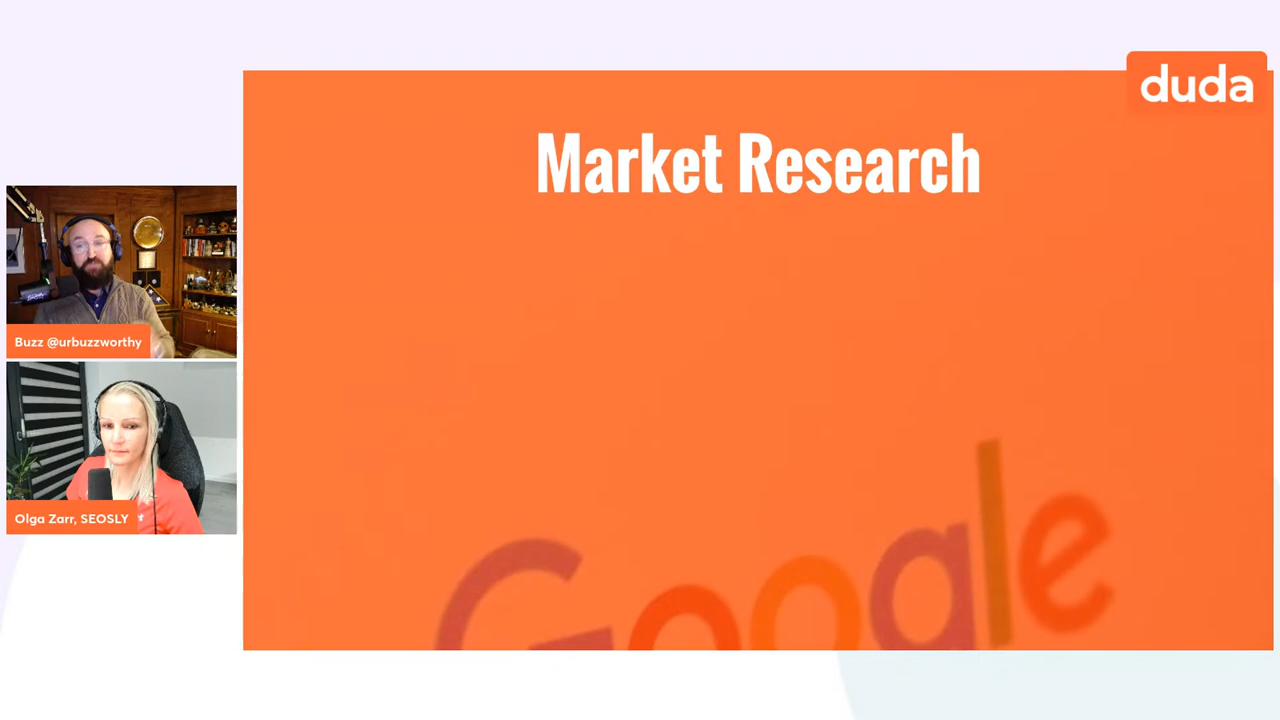 duda
Market Research
Buzz @urbuzzworthy
Olga Zarr, SEOSLY
Google